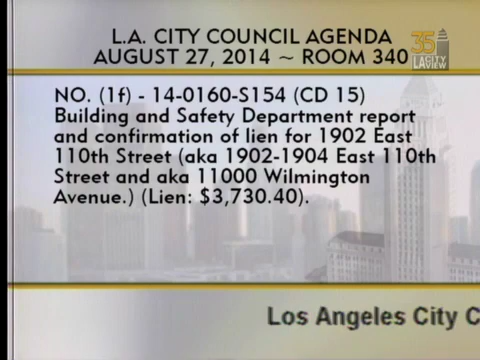 L.A. CITY COUNCIL AGENDA
AUGUST 27, 2014 ~ ROOM 340
35
LA CITY
VIEW
NO. (1f) - 14-0160-S154 (CD 15)
Building and Safety Department report
and confirmation of lien for 1902 East
110th Street (aka 1902-1904 East 110th
Street and aka 11000 Wilmington
Avenue.) (Lien: $3,730.40).
Los Angeles City C